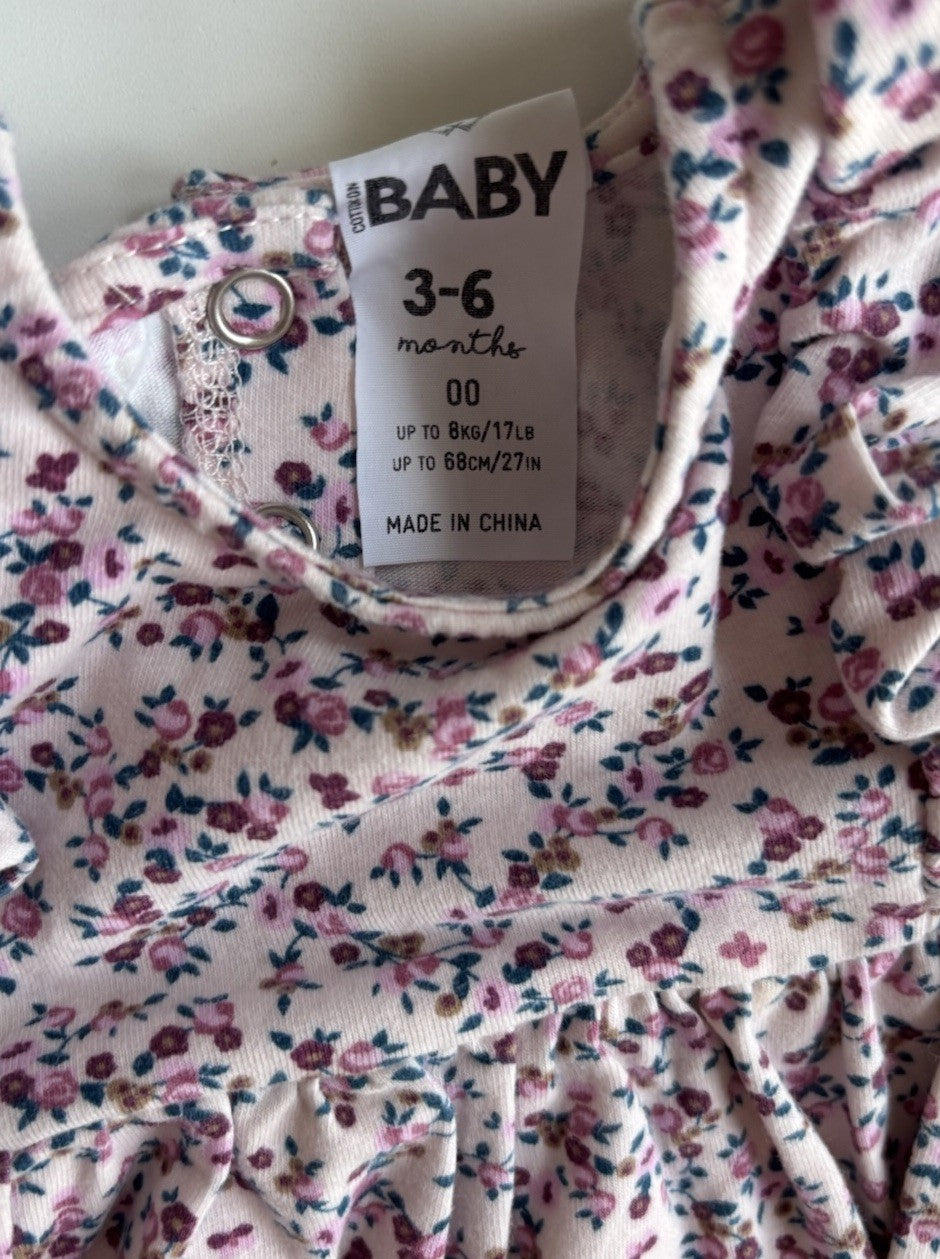 COTTON
ON
BABY
3-6
months
00
UP TO 8KG/17LB
UP TO 68CM/27IN
MADE IN CHINA